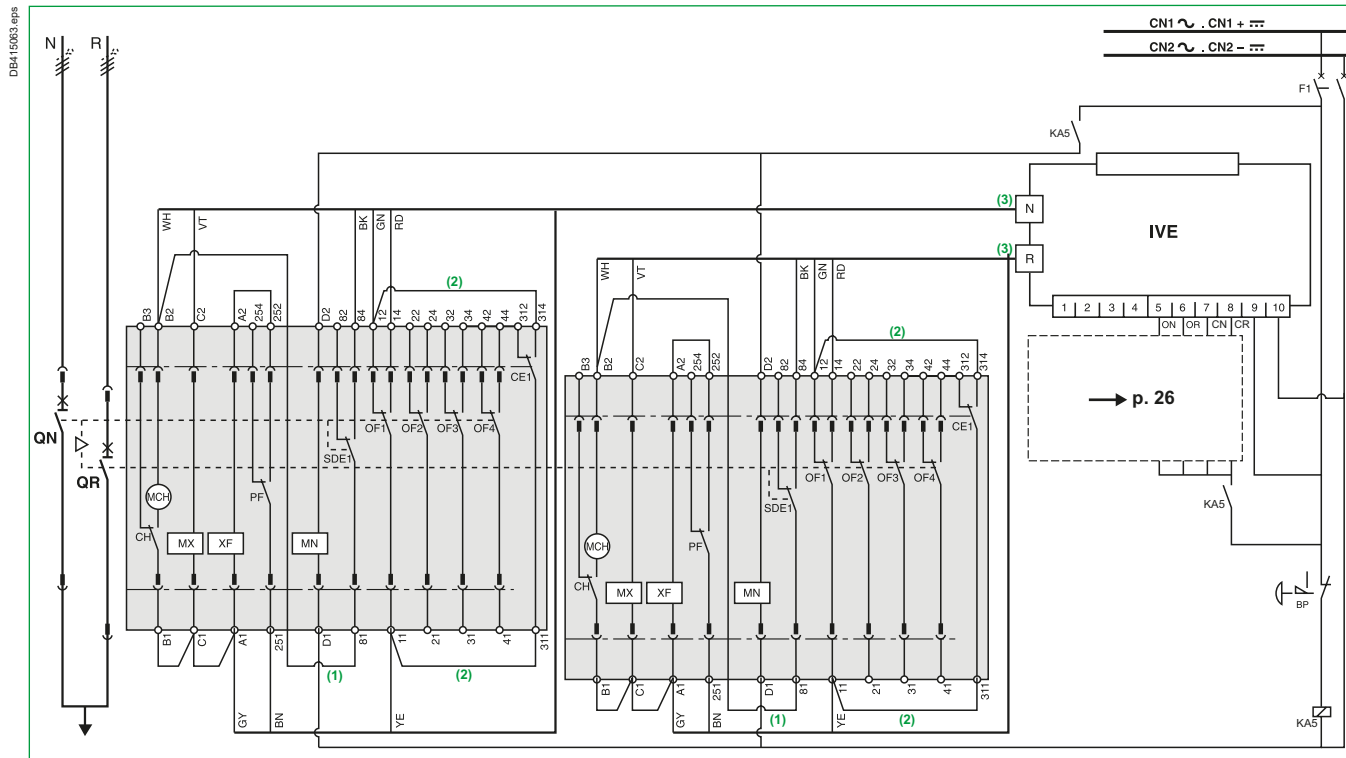 DB415063.eps
N R
CN1 ∿ . CN1 + ⎓
CN2 ∿ . CN2 – ⎓
F1
KA5
(3) N
IVE
(3) R
1 2 3 4 5 6 7 8 9 10
ON OR CN CR
p. 26
KA5
BP
KA5
WH VT BK GN RD
(2)
B3 B2 C2 A2 254 252 D2 82 84 12 14 22 24 32 34 42 44 312 314
CE1
QN
QR
OF1 OF2 OF3 OF4
SDE1
MCH PF
CH MX XF MN
B1 C1 A1 251 D1 81 11 21 31 41 311
(1) (2)
GY BN YE
WH VT BK GN RD
(2)
B3 B2 C2 A2 254 252 D2 82 84 12 14 22 24 32 34 42 44 312 314
CE1
OF1 OF2 OF3 OF4
SDE1
MCH PF
CH MX XF MN
B1 C1 A1 251 D1 81 11 21 31 41 311
(1) (2)
GY BN YE